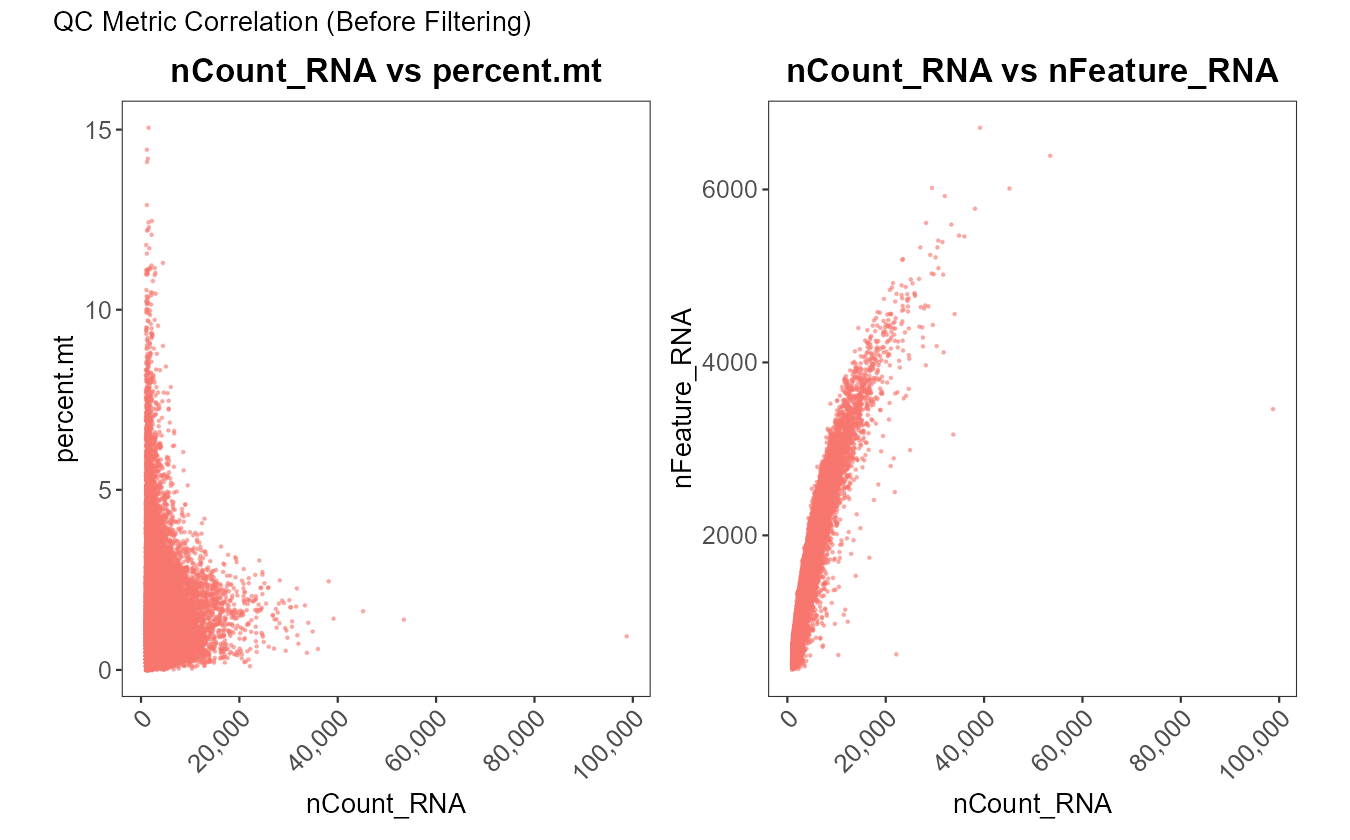 QC Metric Correlation (Before Filtering)
nCount_RNA vs percent.mt
15
10
5
0
percent.mt
0
20,000
40,000
60,000
80,000
100,000
nCount_RNA
nCount_RNA vs nFeature_RNA
6000
4000
2000
nFeature_RNA
0
20,000
40,000
60,000
80,000
100,000
nCount_RNA